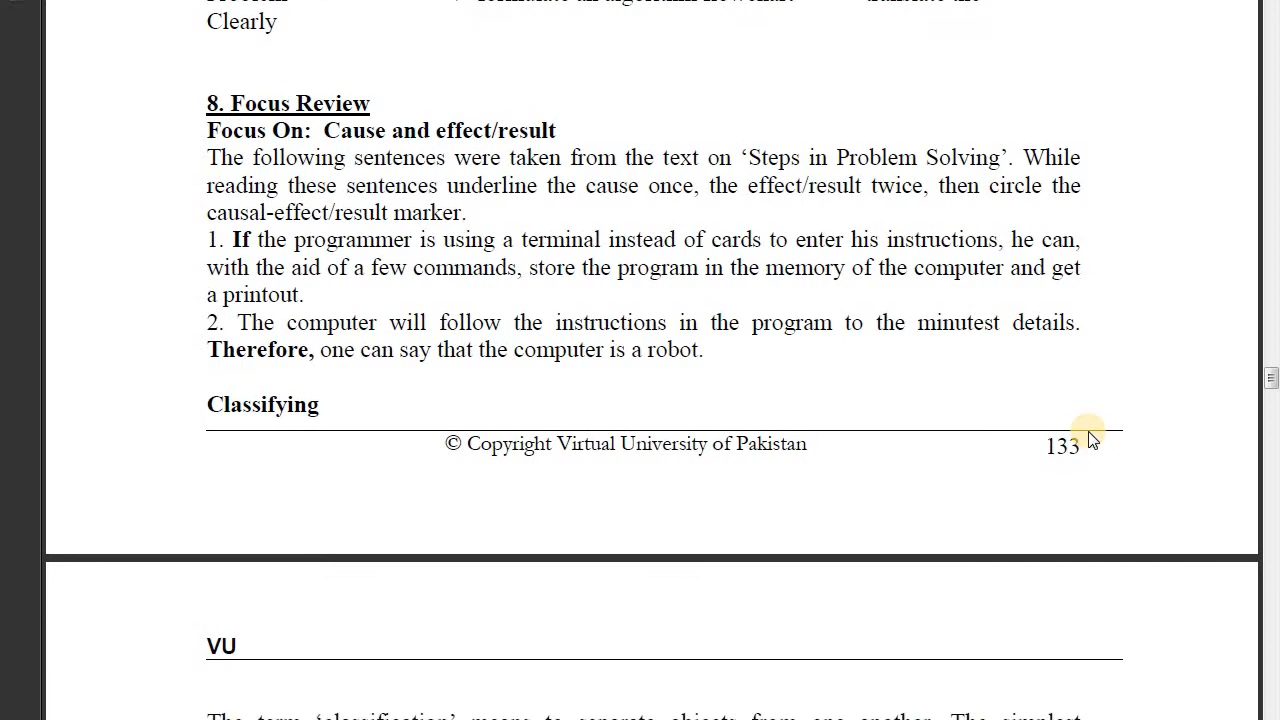 Clearly
8. Focus Review
Focus On: Cause and effect/result
The following sentences were taken from the text on ‘Steps in Problem Solving’. While
reading these sentences underline the cause once, the effect/result twice, then circle the
causal-effect/result marker.
1. If the programmer is using a terminal instead of cards to enter his instructions, he can,
with the aid of a few commands, store the program in the memory of the computer and get
a printout.
2. The computer will follow the instructions in the program to the minutest details.
Therefore, one can say that the computer is a robot.
Classifying
© Copyright Virtual University of Pakistan 133
VU
The term ‘classification’ means to separate objects from one another. The simplest